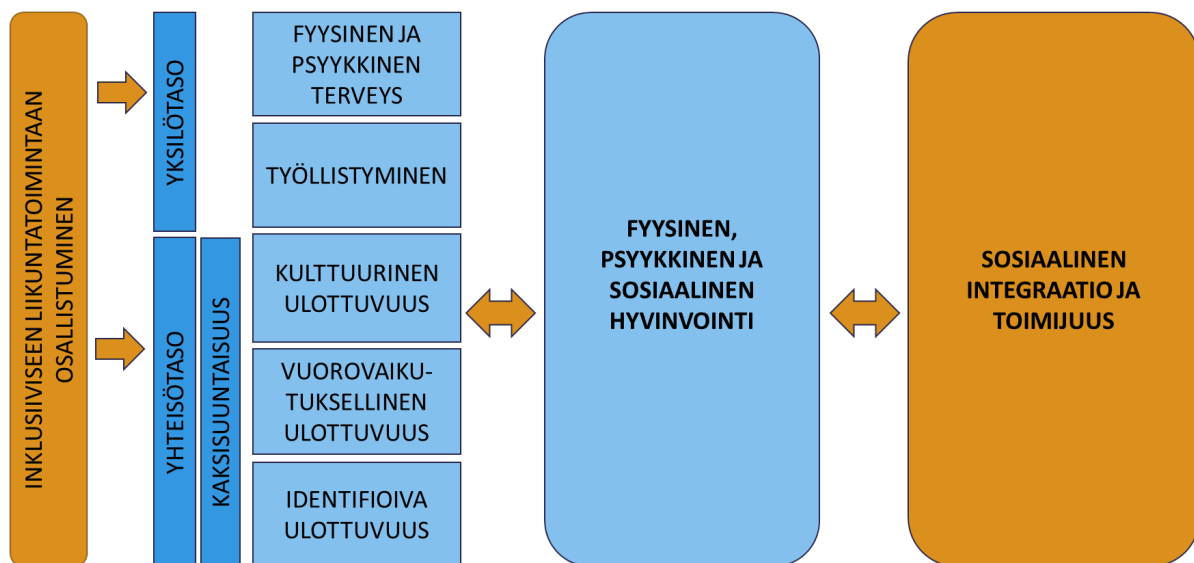 INKLUSIIVISEEN LIIKUNTATOIMINTAAN
OSALLISTUMINEN
YKSILÖTASO
YHTEISÖTASO
KAKSISUUNTAISUUS
FYYSINEN JA
PSYYKKINEN
TERVEYS
TYÖLLISTYMINEN
KULTTUURINEN
ULOTTUVUUS
VUOROVAIKU-
TUKSELLINEN
ULOTTUVUUS
IDENTIFIOIVA
ULOTTUVUUS
FYYSINEN,
PSYYKKINEN JA
SOSIAALINEN
HYVINVOINTI
SOSIAALINEN
INTEGRAATIO JA
TOIMIJUUS